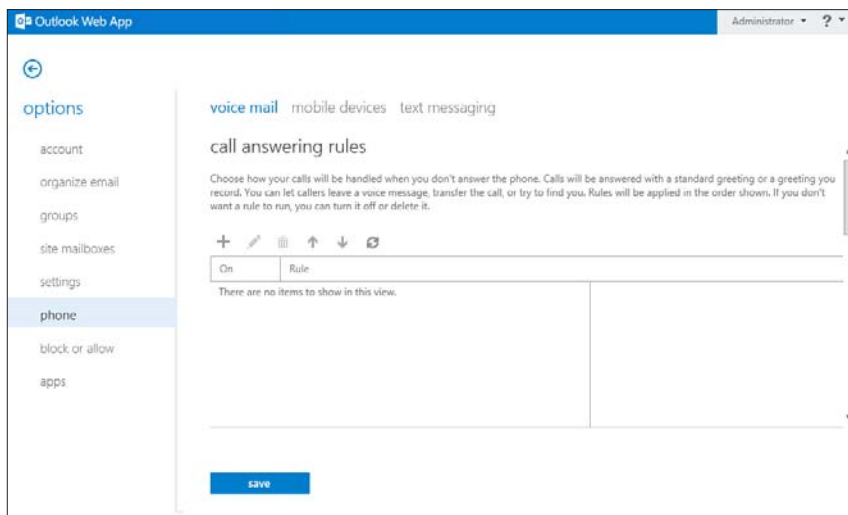 Outlook Web App
Administrator
?
options
account
organize email
groups
site mailboxes
settings
phone
block or allow
apps
voice mail mobile devices text messaging
call answering rules
Choose how your calls will be handled when you don't answer the phone. Calls will be answered with a standard greeting or a greeting you
record. You can let callers leave a voice message, transfer the call, or try to find you. Rules will be applied in the order shown. If you don't
want a rule to run, you can turn it off or delete it.
On Rule
There are no items to show in this view.
save